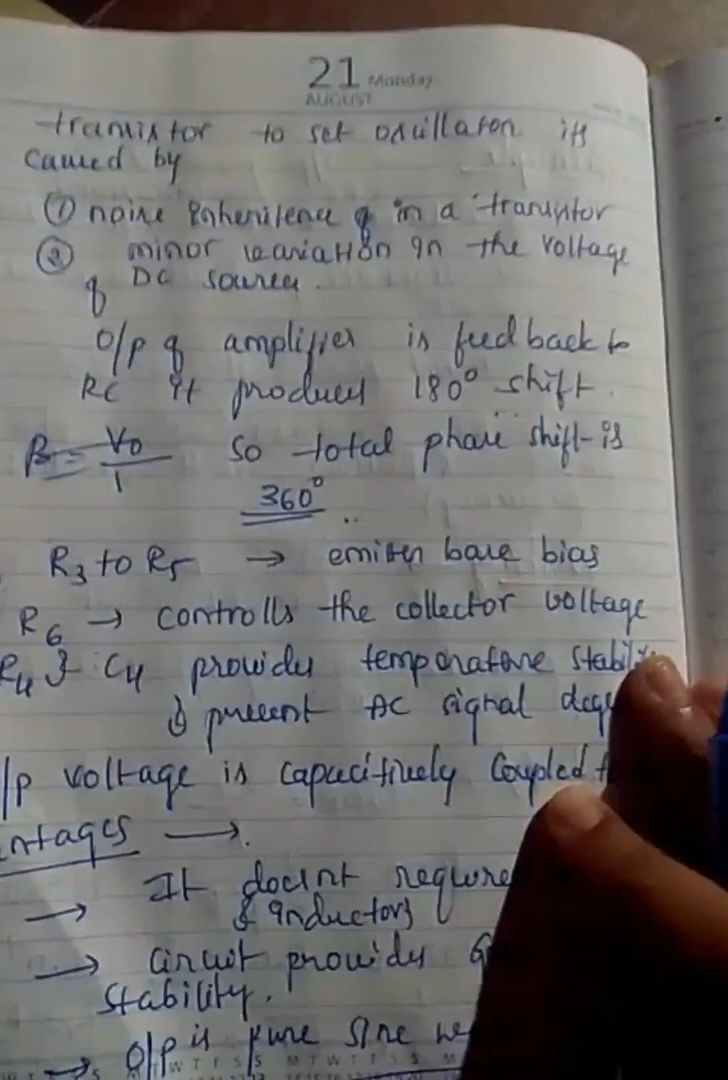 21 Monday
AUGUST
transistor to set oscillation its
caused by
① noise inheritence of in a transistor
② minor variation in the voltage
of DC source.
O/p of amplifier is feedback to
RC it produces 180° shift.
β = Vo / 1 so total phase shift is
360°
R3 to R5 → emitter base bias
R6 → controlls the collector voltage
R4 & C4 provides temperature stabili
& prevent AC signal deg
/p voltage is capacitively coupled t
ntages →.
→ It doesnt require
& inductors
→ circuit provides G
stability.
→ O/p is pure sine we
W T F S S M T W T F S S M